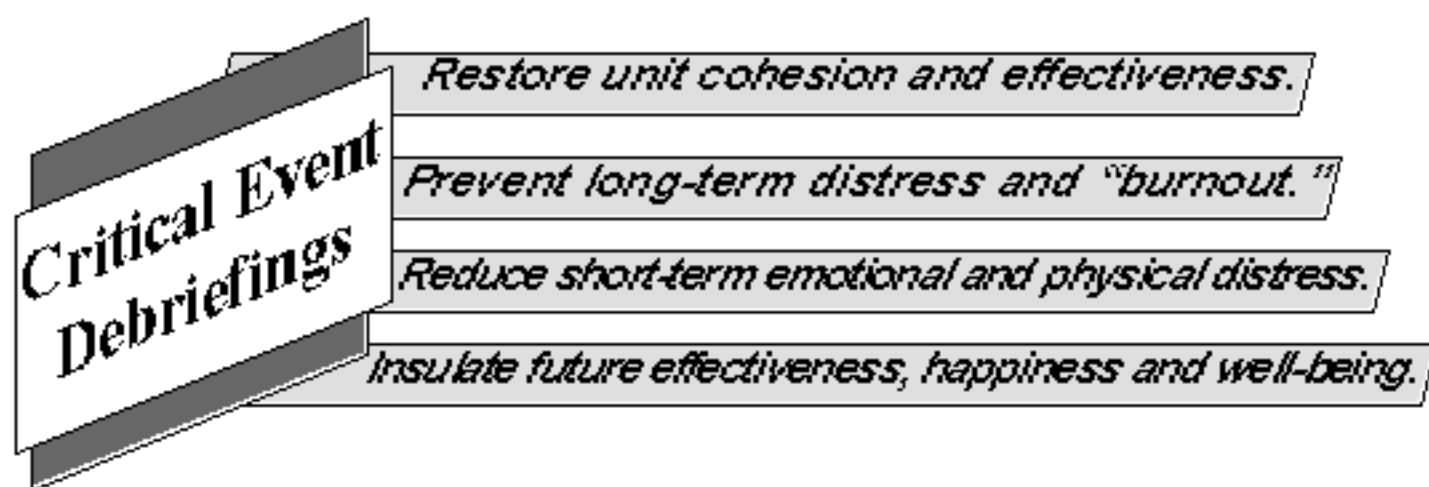 Critical Event
Debriefings
Restore unit cohesion and effectiveness.
Prevent long-term distress and “burnout.”
Reduce short-term emotional and physical distress.
Insulate future effectiveness, happiness and well-being.